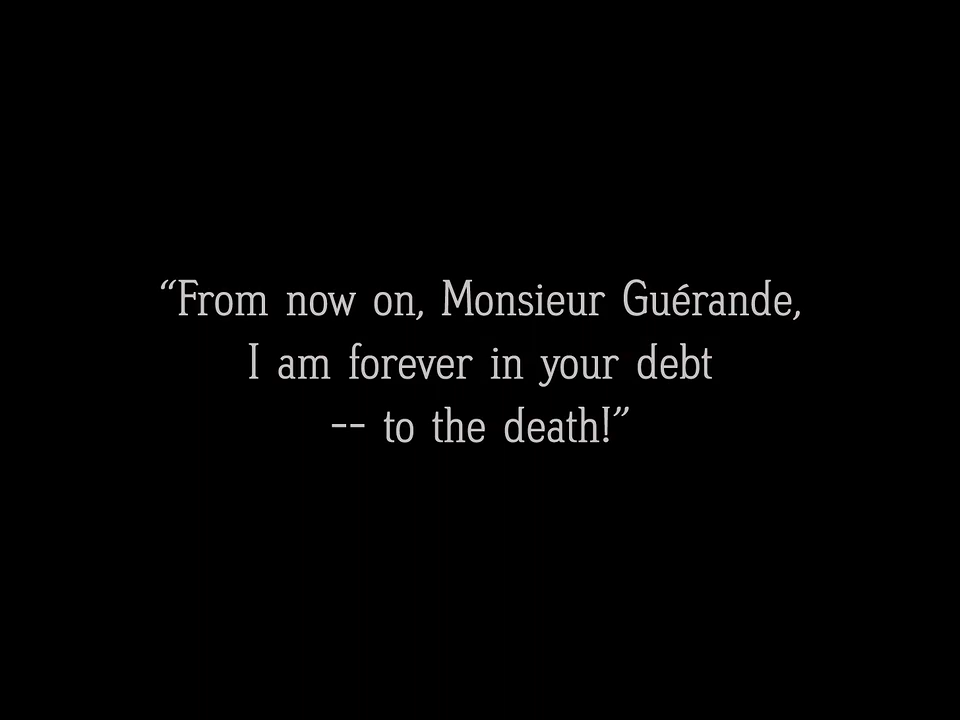 “From now on, Monsieur Guérande,
I am forever in your debt
-- to the death!”